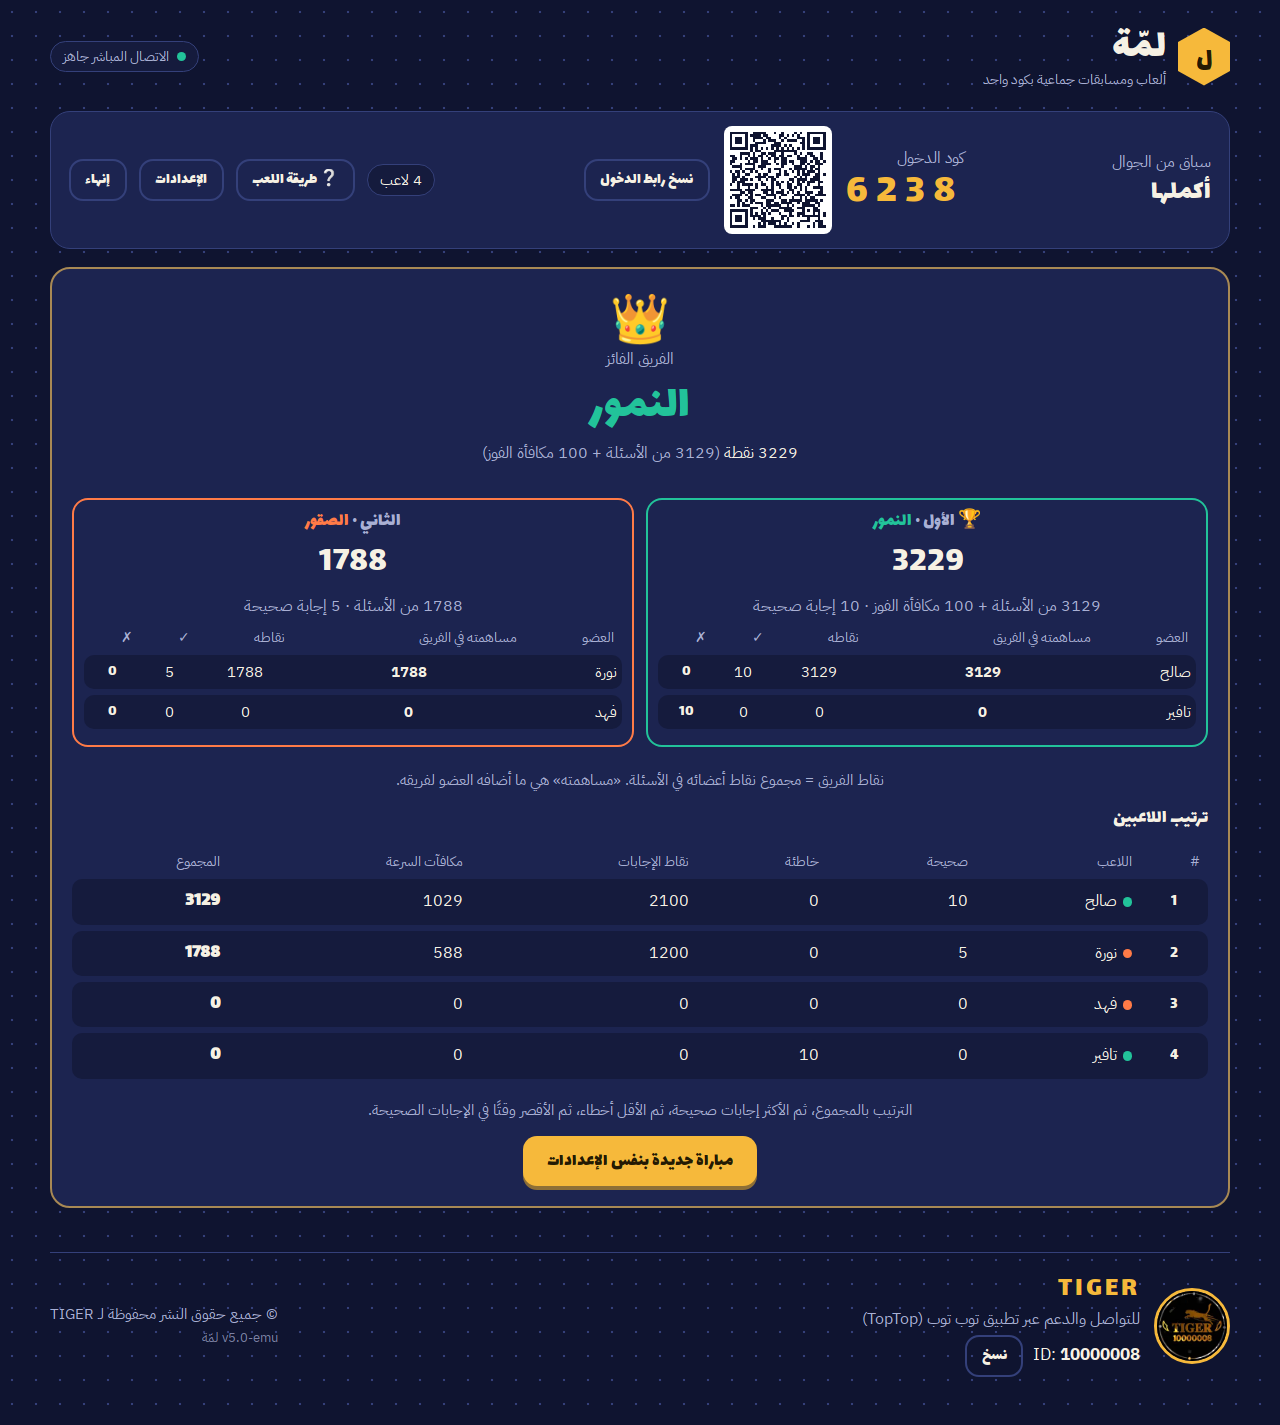 ل
لمّة
ألعاب ومسابقات جماعية بكود واحد
الاتصال المباشر جاهز
سباق من الجوال
أكملها
كود الدخول
6238
نسخ رابط الدخول
4 لاعب
❔ طريقة اللعب
الإعدادات
إنهاء
الفريق الفائز
النمور
3229 نقطة (3129 من الأسئلة + 100 مكافأة الفوز)
🏆 الأول · النمور
3229
3129 من الأسئلة + 100 مكافأة الفوز · 10 إجابة صحيحة
العضو مساهمته في الفريق نقاطه ✓ ✗
صالح 3129 3129 10 0
تافير 0 0 0 10
الثاني · الصقور
1788
1788 من الأسئلة · 5 إجابة صحيحة
العضو مساهمته في الفريق نقاطه ✓ ✗
نورة 1788 1788 5 0
فهد 0 0 0 0
نقاط الفريق = مجموع نقاط أعضائه في الأسئلة. «مساهمته» هي ما أضافه العضو لفريقه.
ترتيب اللاعبين
# اللاعب صحيحة خاطئة نقاط الإجابات مكافآت السرعة المجموع
1 صالح 10 0 2100 1029 3129
2 نورة 5 0 1200 588 1788
3 فهد 0 0 0 0 0
4 تافير 0 10 0 0 0
الترتيب بالمجموع، ثم الأكثر إجابات صحيحة، ثم الأقل أخطاء، ثم الأقصر وقتًا في الإجابات الصحيحة.
مباراة جديدة بنفس الإعدادات
TIGER
10000008
TIGER
للتواصل والدعم عبر تطبيق توب توب (TopTop)
ID: 10000008
نسخ
© جميع حقوق النشر محفوظة لـ TIGER
لمّة v5.0-emu